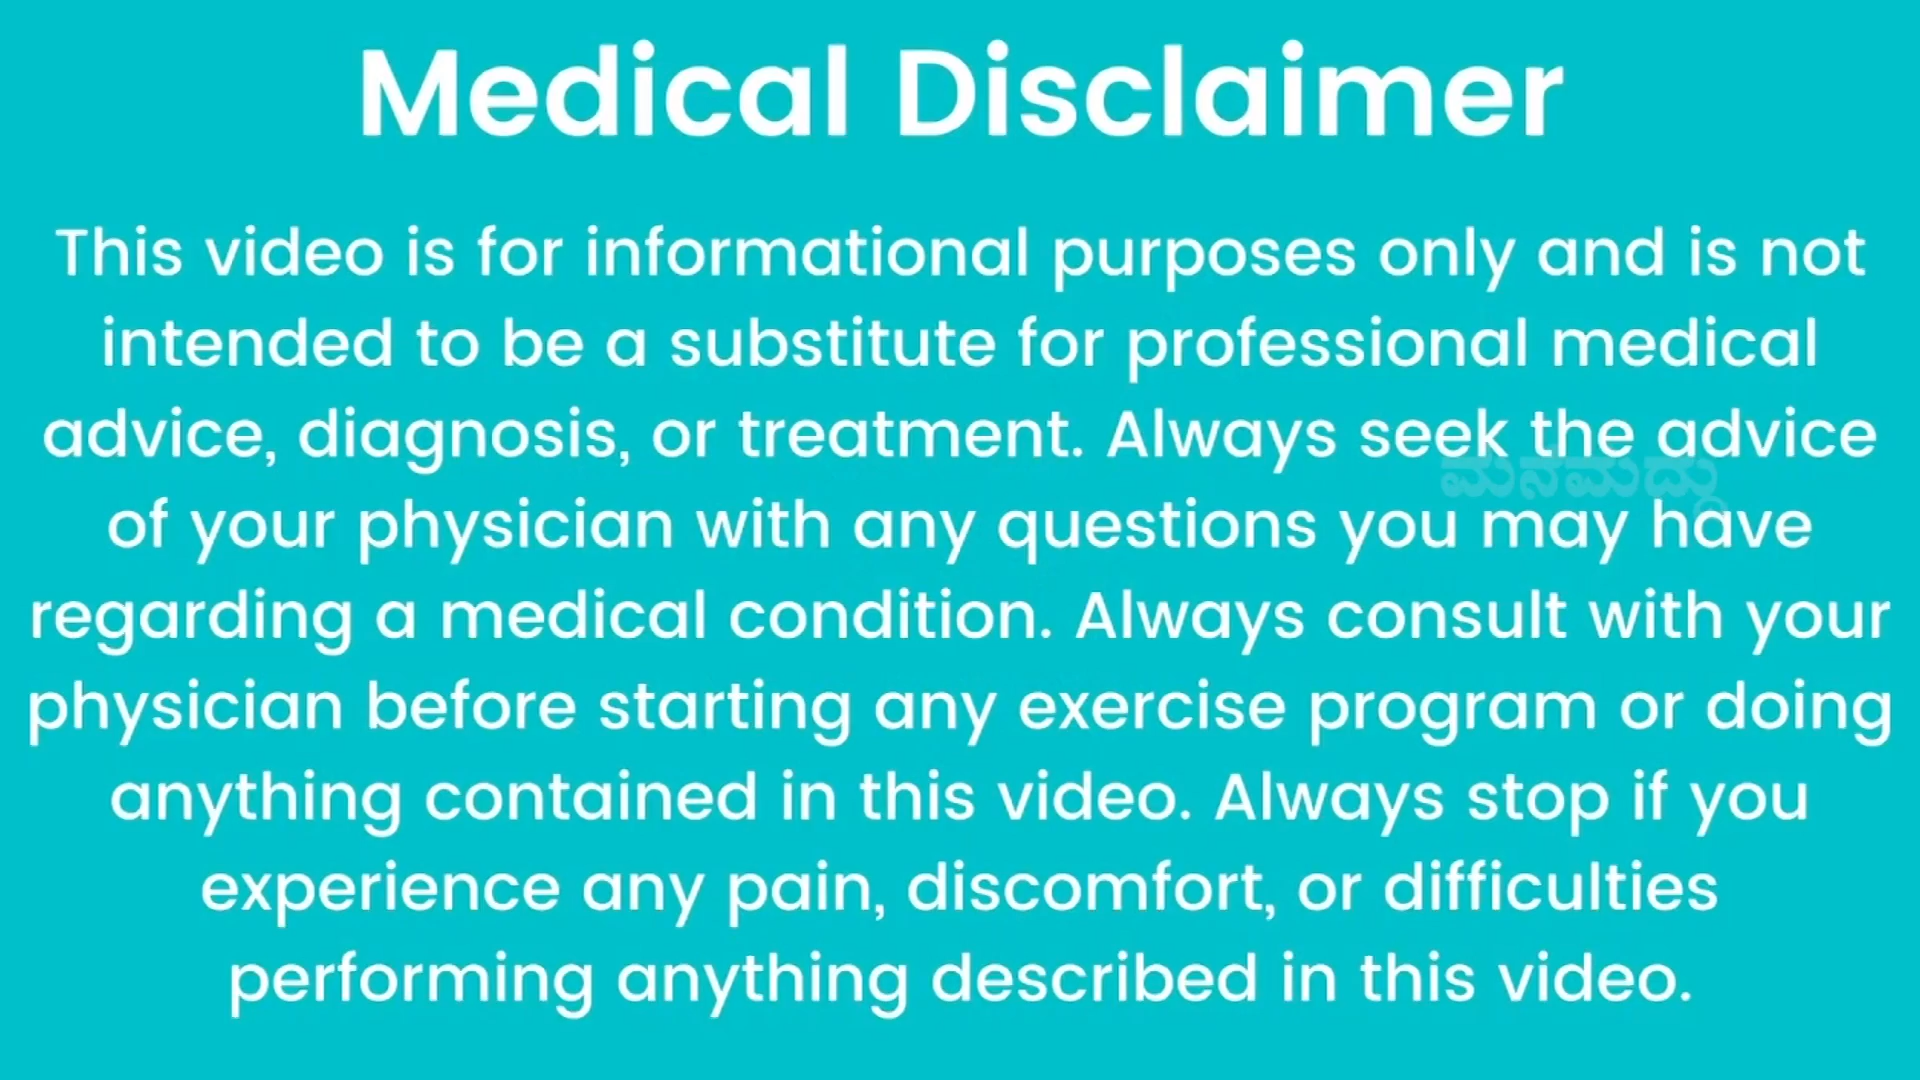 Medical Disclaimer
This video is for informational purposes only and is not
intended to be a substitute for professional medical
advice, diagnosis, or treatment. Always seek the advice
ಮನಮದ್ದು
of your physician with any questions you may have
regarding a medical condition. Always consult with your
physician before starting any exercise program or doing
anything contained in this video. Always stop if you
experience any pain, discomfort, or difficulties
performing anything described in this video.